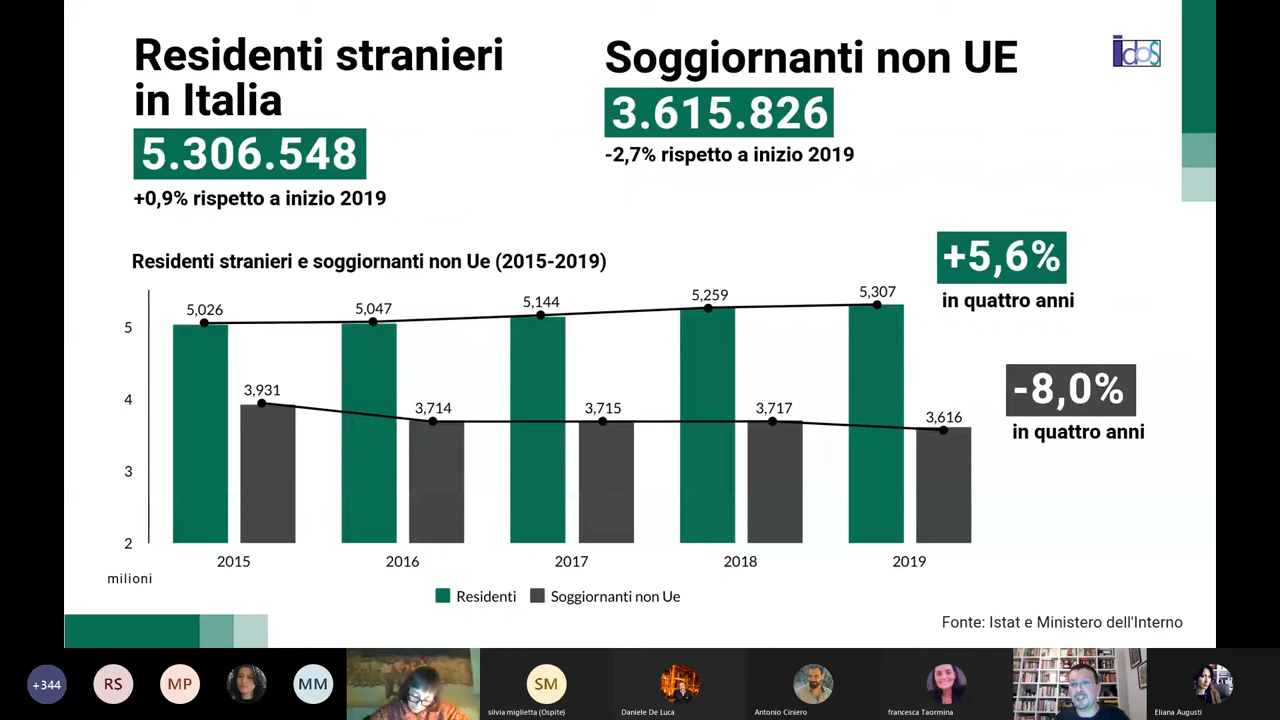 Residenti stranieri
in Italia
5.306.548
+0,9% rispetto a inizio 2019
Soggiornanti non UE
3.615.826
-2,7% rispetto a inizio 2019
idos
Residenti stranieri e soggiornanti non Ue (2015-2019)
+5,6%
in quattro anni
-8,0%
in quattro anni
5,026
5,047
5,144
5,259
5,307
3,931
3,714
3,715
3,717
3,616
5
4
3
2
milioni
2015
2016
2017
2018
2019
Residenti
Soggiornanti non Ue
Fonte: Istat e Ministero dell'Interno
+344
RS
MP
MM
SM
silvia miglietta (Ospite)
Daniele De Luca
Antonio Ciniero
francesca Taormina
Eliana Augusti